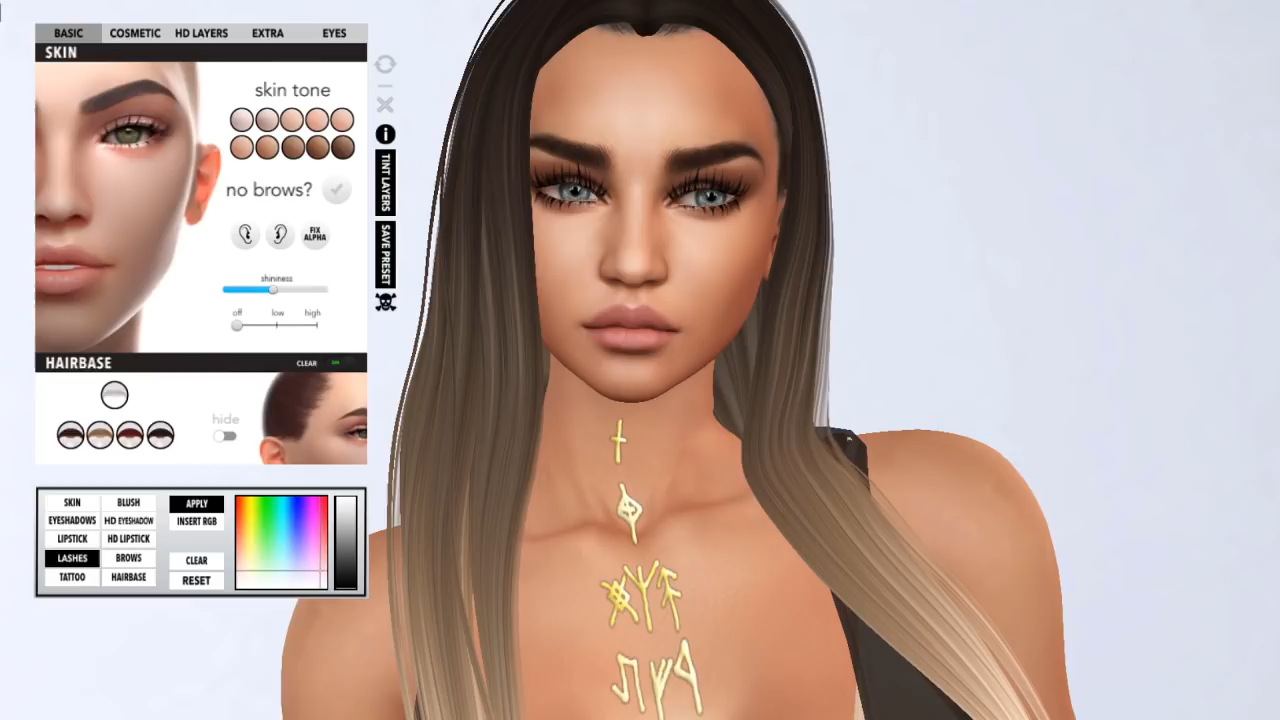 BASIC COSMETIC HD LAYERS EXTRA EYES
SKIN
skin tone
no brows?
FIX
ALPHA
shininess
off low high
TINT LAYERS
SAVE PRESET
HAIRBASE CLEAR
hide
SKIN BLUSH APPLY
EYESHADOWS HD EYESHADOW INSERT RGB
LIPSTICK HD LIPSTICK
LASHES BROWS CLEAR
TATTOO HAIRBASE RESET